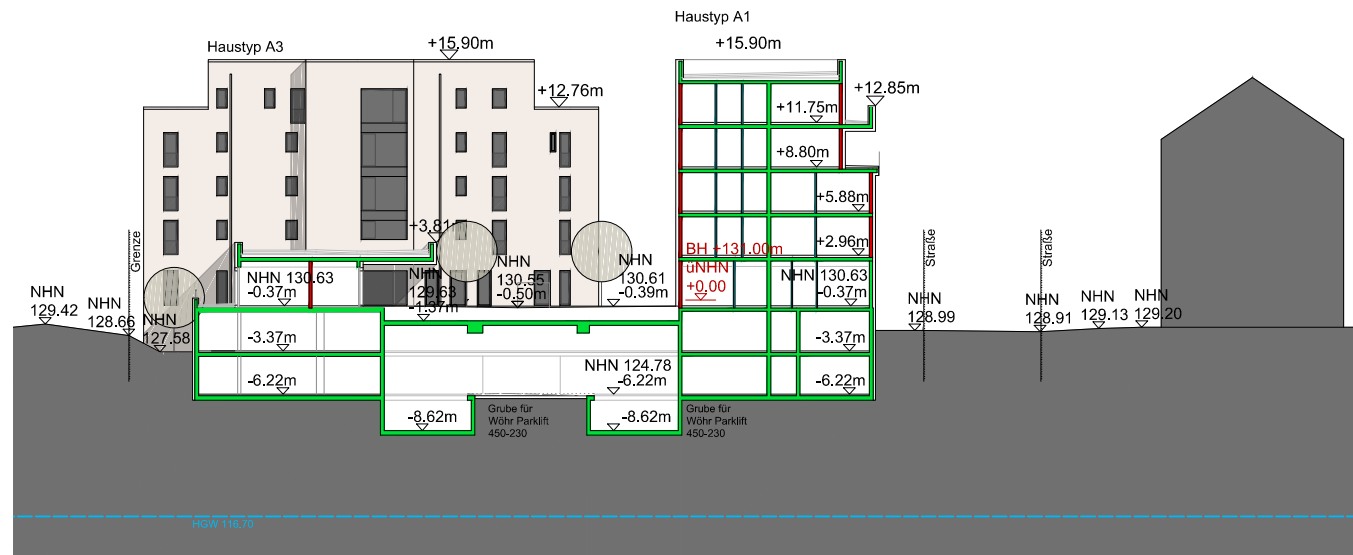 Haustyp A1
+15.90m
Haustyp A3
+15.90m
+12.76m
+12.85m
+11.75m
+8.80m
+5.88m
+2.96m
+3.81
BH +131.00m
üNHN
+0,00
Grenze
Straße
Straße
NHN 130.63
-0.37m
NHN
129.63
-1.37m
NHN
130.55
-0.50m
NHN
130.61
-0.39m
NHN 130.63
-0.37m
NHN
129.42
NHN
128.66
NHN
127.58
NHN
128.99
NHN
128.91
NHN
129.13
NHN
129.20
-3.37m
-3.37m
-6.22m
NHN 124.78
-6.22m
-6.22m
-8.62m
Grube für
Wöhr Parklift
450-230
-8.62m
Grube für
Wöhr Parklift
450-230
HGW 116.70